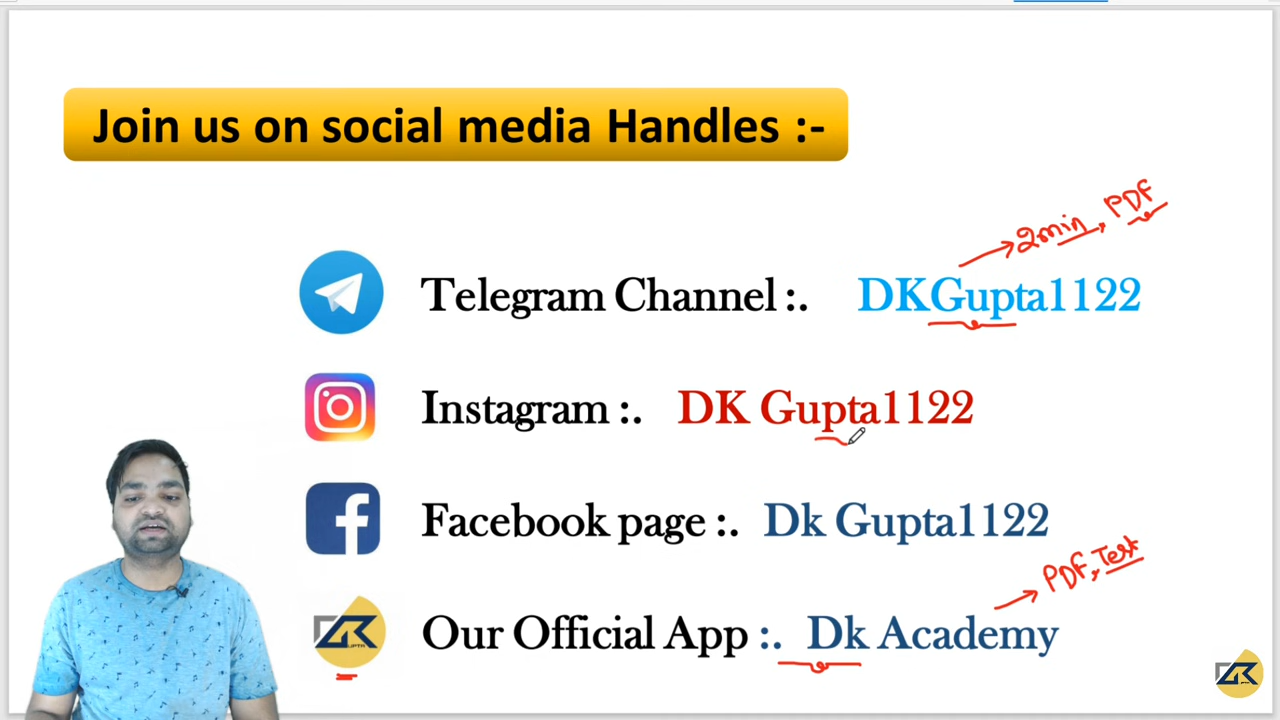 Join us on social media Handles :-
→ 2min, PDF
Telegram Channel :. DKGupta1122
Instagram :. DK Gupta1122
Facebook page :. Dk Gupta1122
→ PDF, Test
Our Official App :. Dk Academy